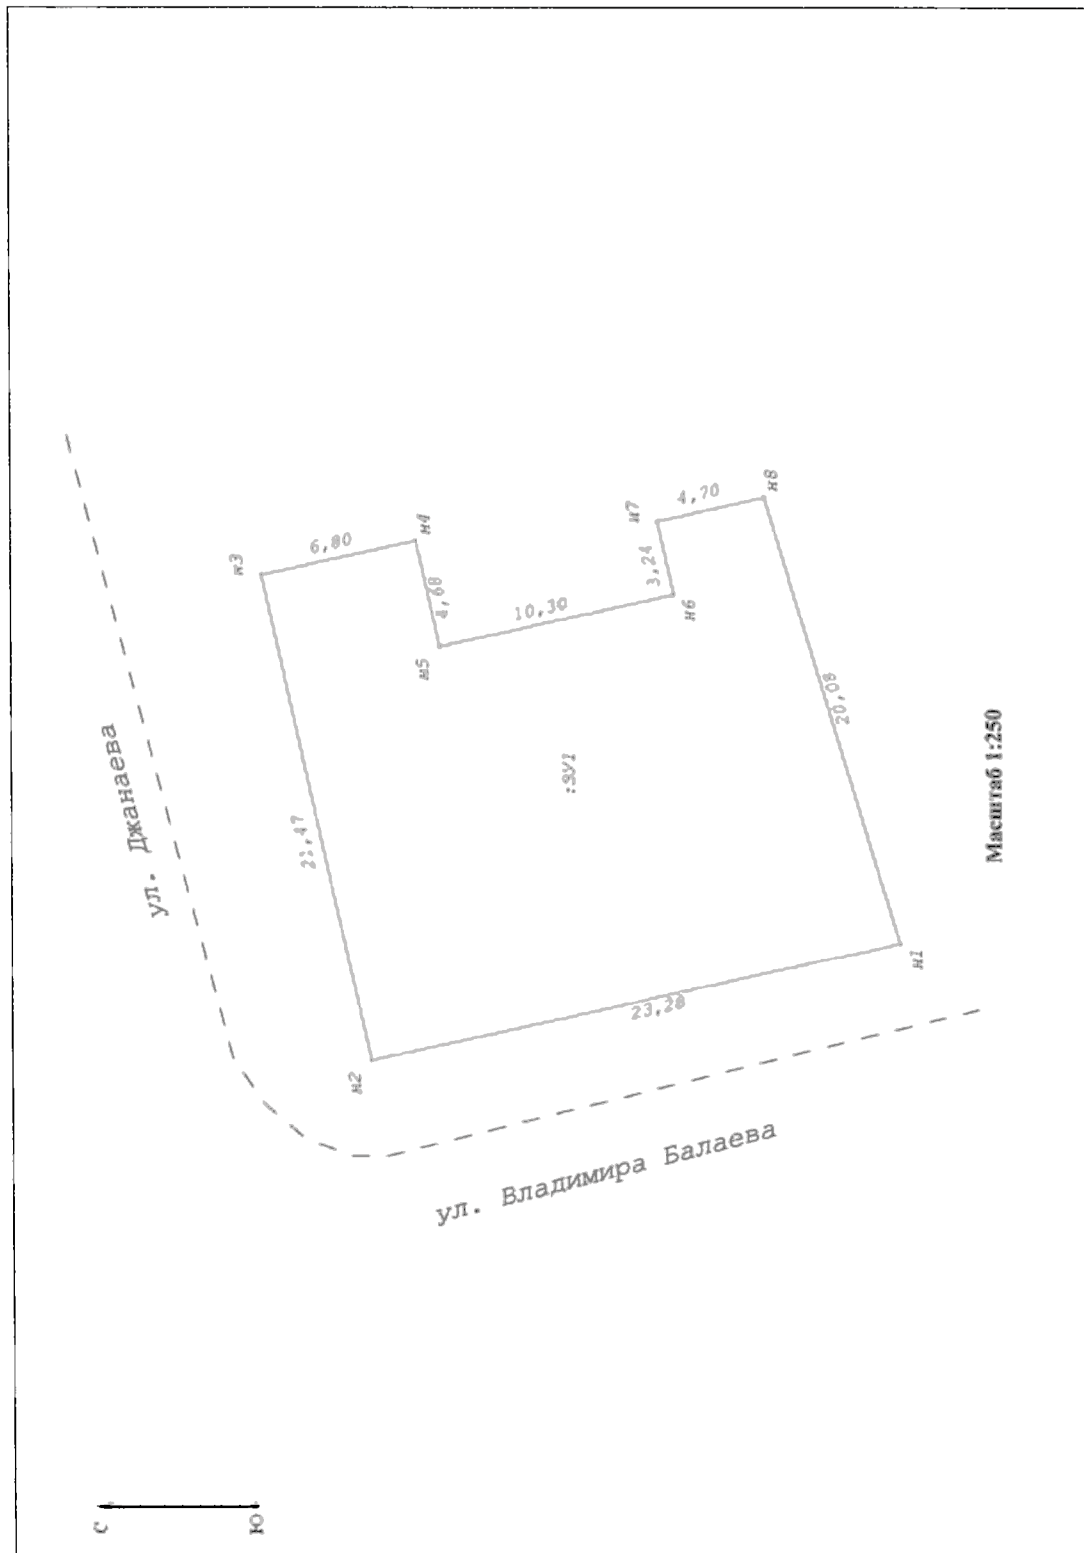 ул. Джанаева
н3
6,80
н4
21,47
4,68
н5
10,30
н7
4,70
3,24
н8
н6
:ЗУ1
н2
23,28
20,08
н1
ул. Владимира Балаева
Масштаб 1:250
С
Ю